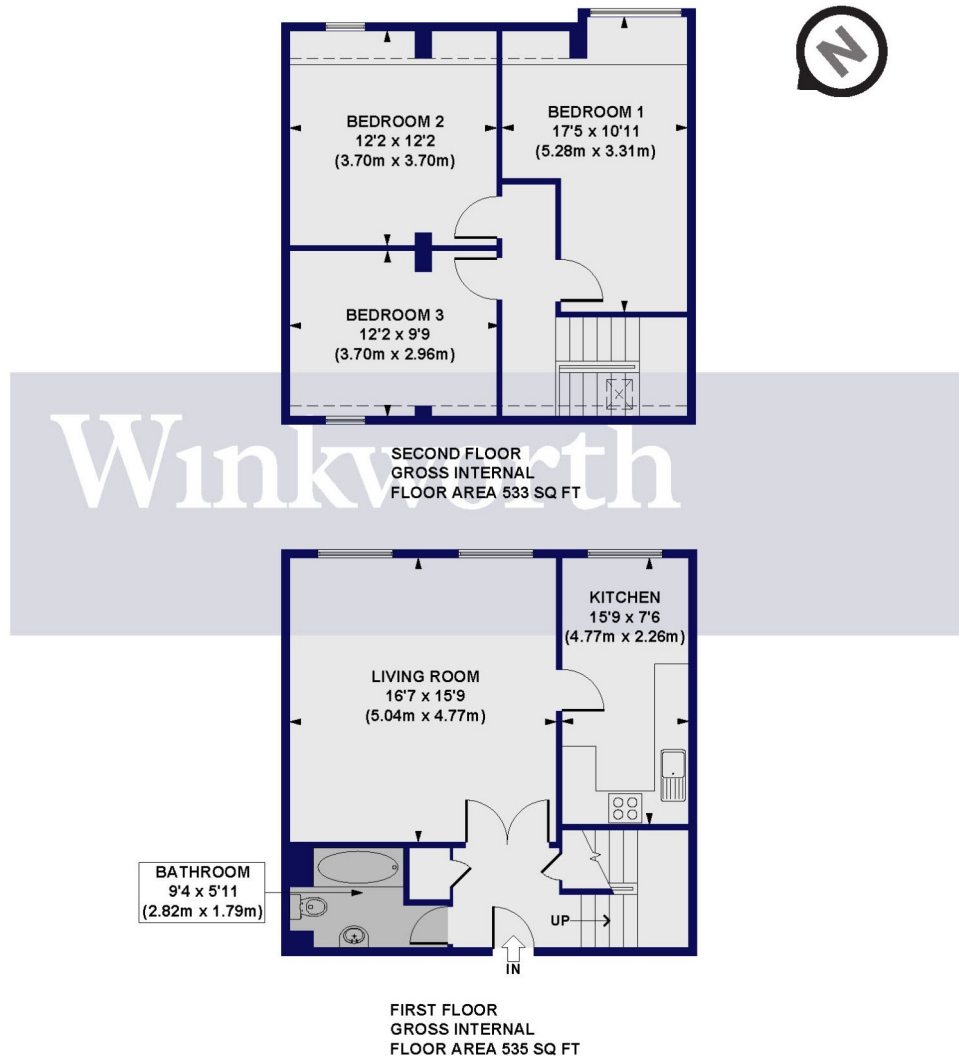 N
BEDROOM 2
12'2 x 12'2
(3.70m x 3.70m)
BEDROOM 1
17'5 x 10'11
(5.28m x 3.31m)
BEDROOM 3
12'2 x 9'9
(3.70m x 2.96m)
Winkworth
SECOND FLOOR
GROSS INTERNAL
FLOOR AREA 533 SQ FT
KITCHEN
15'9 x 7'6
(4.77m x 2.26m)
LIVING ROOM
16'7 x 15'9
(5.04m x 4.77m)
BATHROOM
9'4 x 5'11
(2.82m x 1.79m)
UP
IN
FIRST FLOOR
GROSS INTERNAL
FLOOR AREA 535 SQ FT